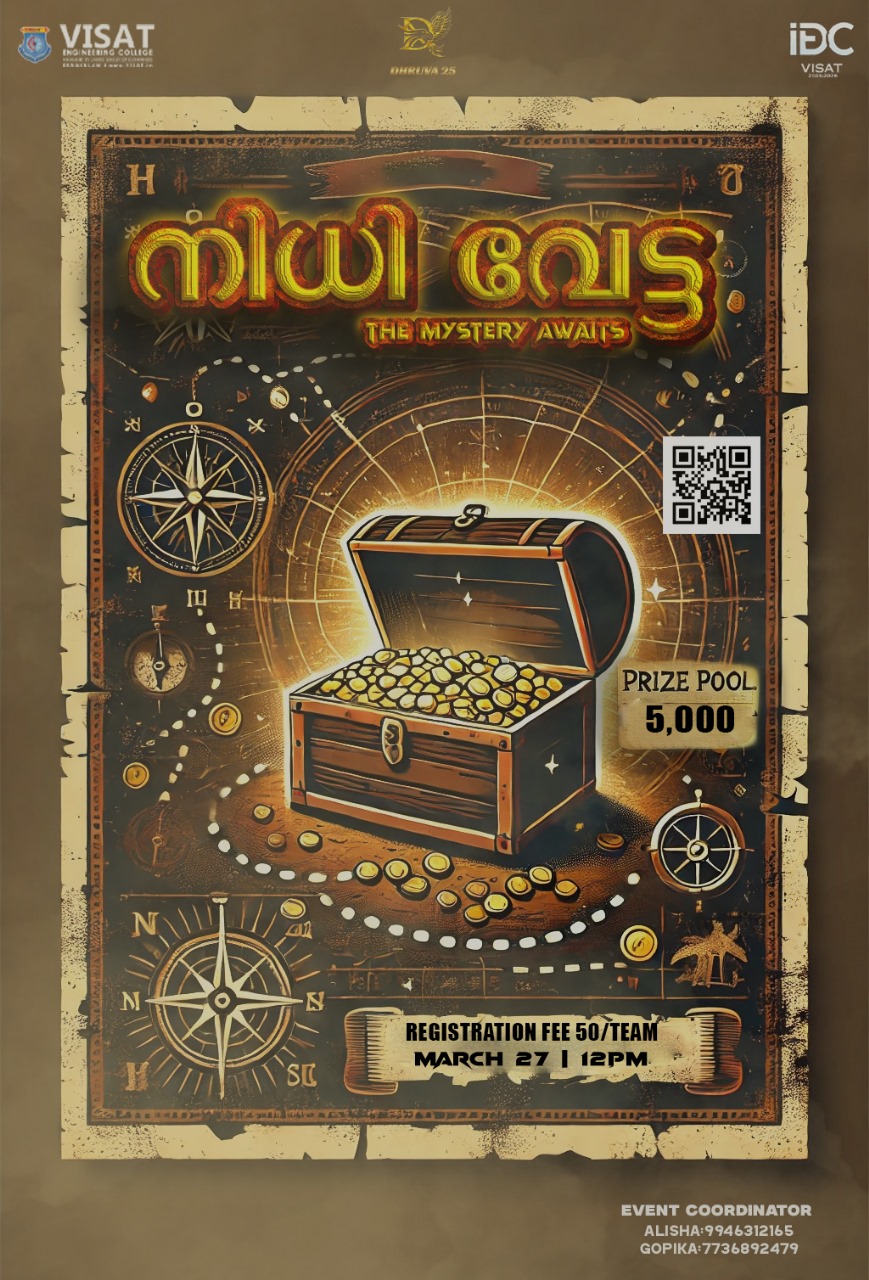 VISAT
ENGINEERING COLLEGE
DHRUVA 25
iDC
VISAT
H
നിധി വേട്ട
THE MYSTERY AWAITS
PRIZE POOL
5,000
N
REGISTRATION FEE 50/TEAM
MARCH 27 | 12PM
EVENT COORDINATOR
ALISHA:9946312165
GOPIKA:7736892479